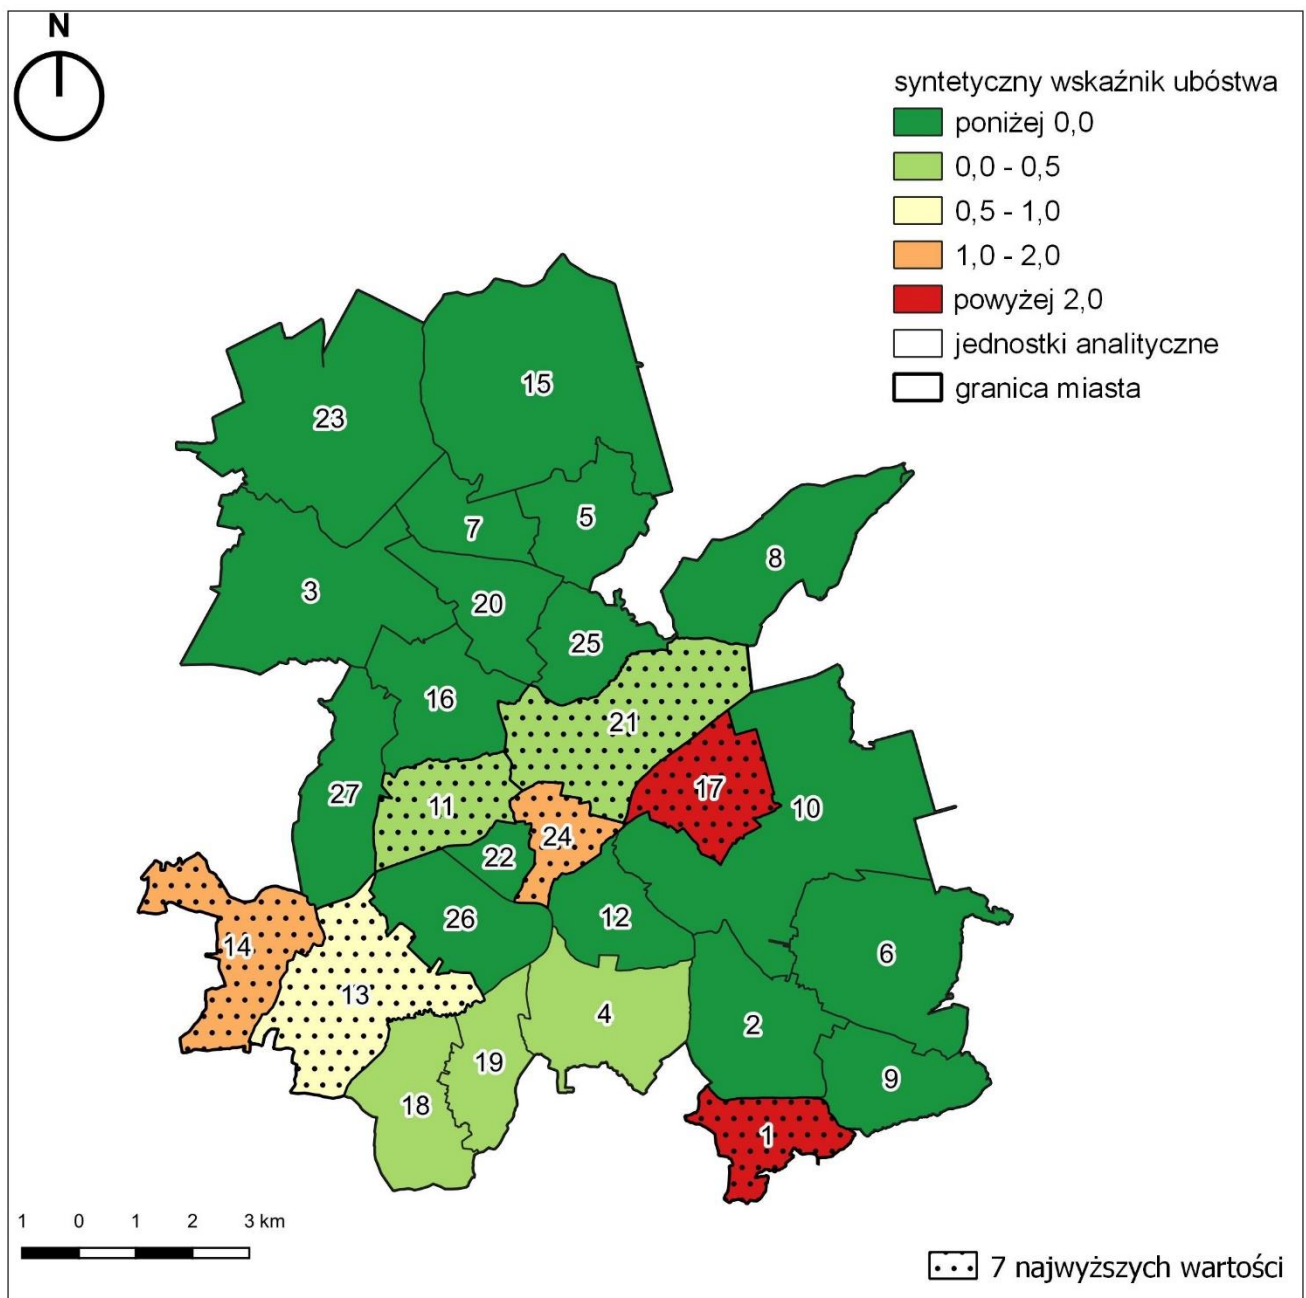 N
syntetyczny wskaźnik ubóstwa
poniżej 0,0
0,0 - 0,5
0,5 - 1,0
1,0 - 2,0
powyżej 2,0
jednostki analityczne
granica miasta
15
23
5
7
8
3
20
25
16
21
17
27
11
10
24
22
26
12
14
6
13
4
2
19
9
18
1
1 0 1 2 3 km
7 najwyższych wartości